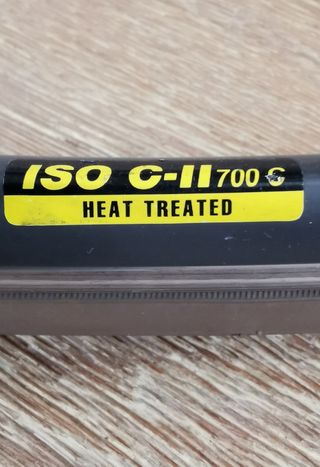 ISO C-II 700 C
HEAT TREATED